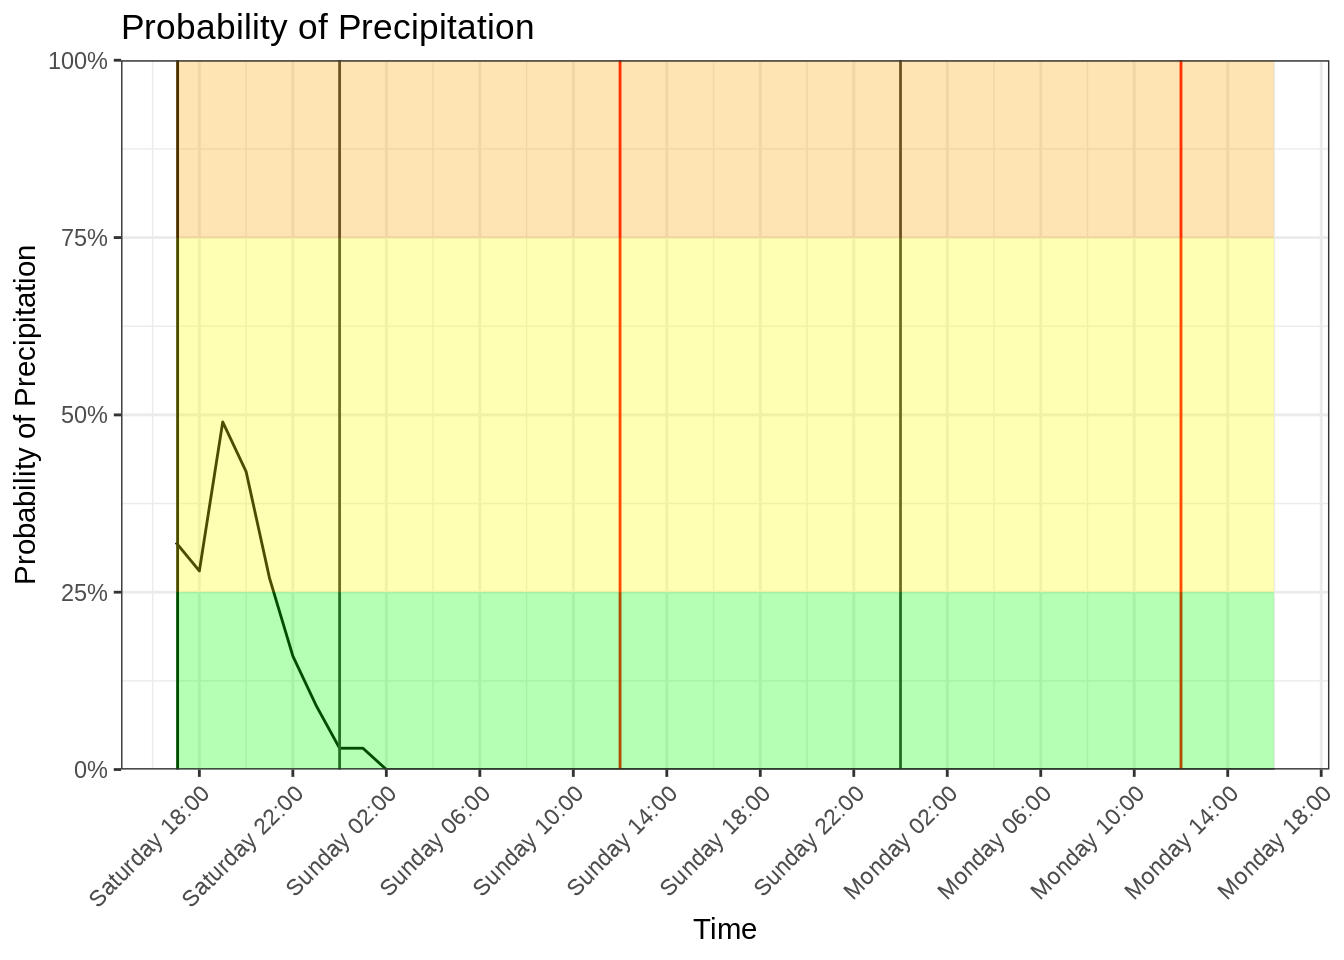 Probability of Precipitation
100%
75%
50%
25%
0%
Probability of Precipitation
Saturday 18:00
Saturday 22:00
Sunday 02:00
Sunday 06:00
Sunday 10:00
Sunday 14:00
Sunday 18:00
Sunday 22:00
Monday 02:00
Monday 06:00
Monday 10:00
Monday 14:00
Monday 18:00
Time